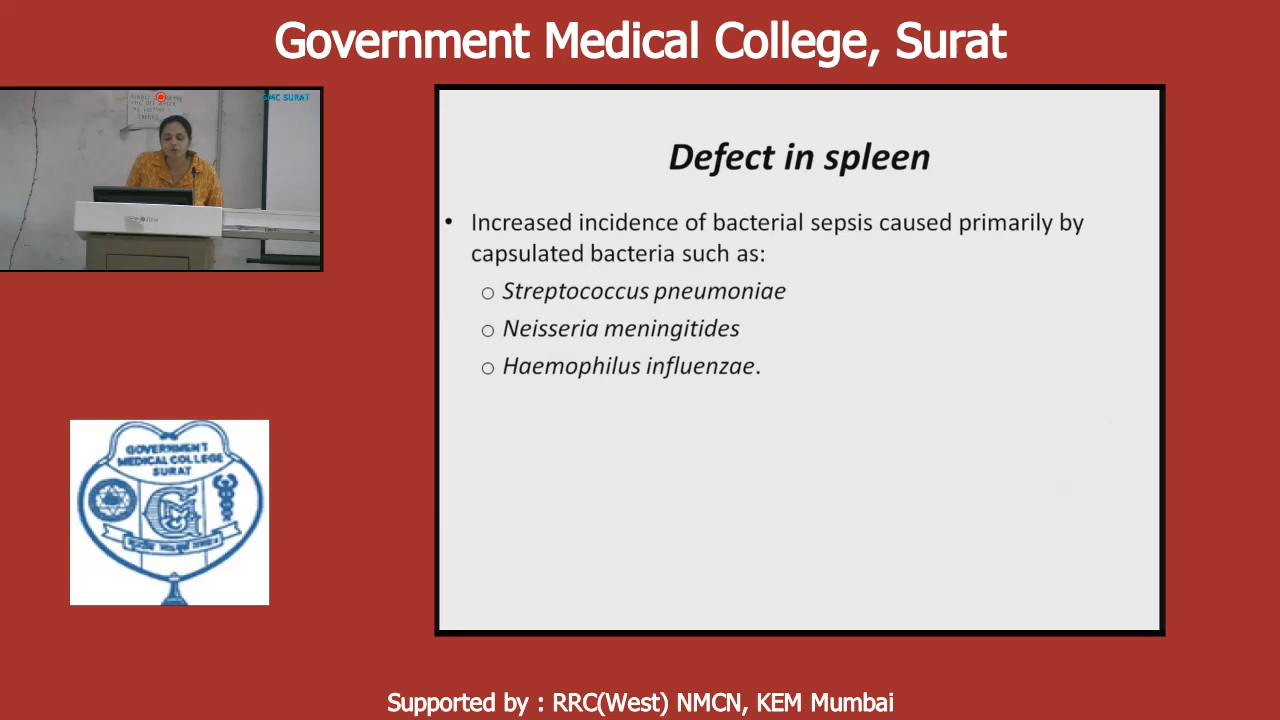 Government Medical College, Surat
GMC SURAT
Defect in spleen
• Increased incidence of bacterial sepsis caused primarily by
capsulated bacteria such as:
o Streptococcus pneumoniae
o Neisseria meningitides
o Haemophilus influenzae.
GOVERNMENT
MEDICAL COLLEGE
SURAT
Supported by : RRC(West) NMCN, KEM Mumbai